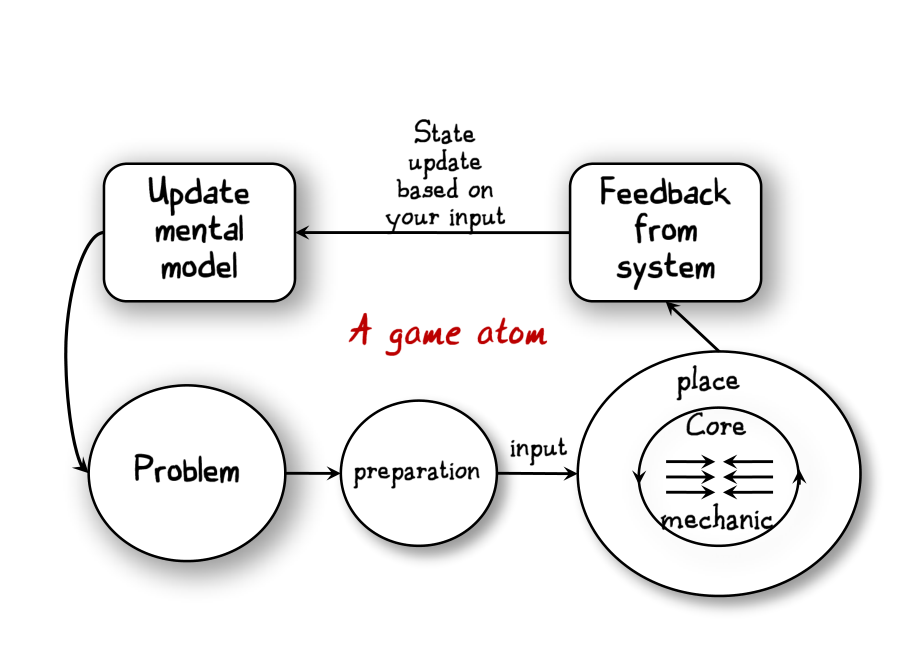 State
update
based on
your input
Update
mental
model
Feedback
from
system
A game atom
place
Core
mechanic
input
preparation
Problem